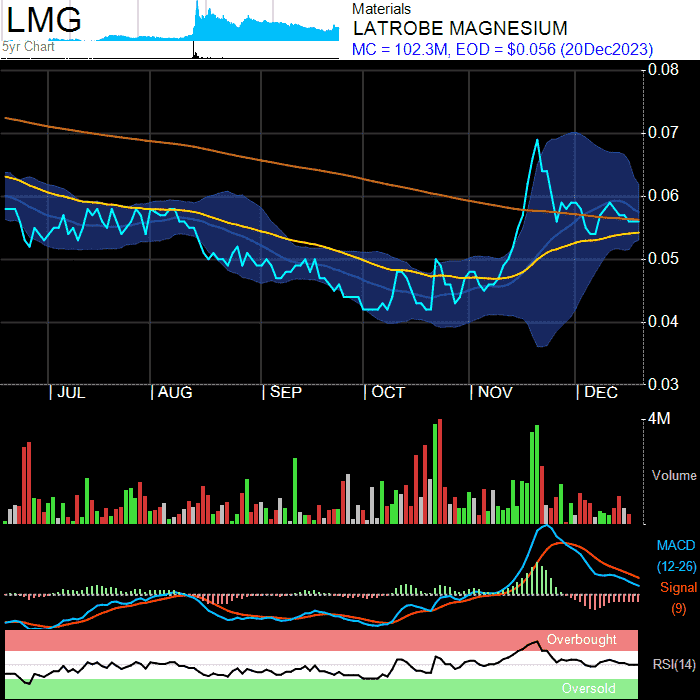 LMG
5yr Chart
Materials
LATROBE MAGNESIUM
MC = 102.3M, EOD = $0.056 (20Dec2023)
0.08
0.07
0.06
0.05
0.04
0.03
JUL AUG SEP OCT NOV DEC
4M
Volume
MACD
(12-26)
Signal
(9)
Overbought
RSI(14)
Oversold